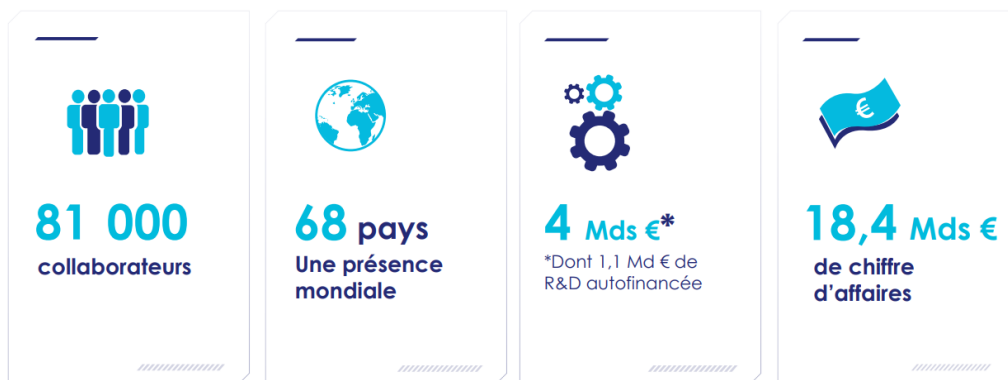 81 000
collaborateurs
68 pays
Une présence
mondiale
4 Mds €*
*Dont 1,1 Md € de
R&D autofinancée
€
18,4 Mds €
de chiffre
d'affaires